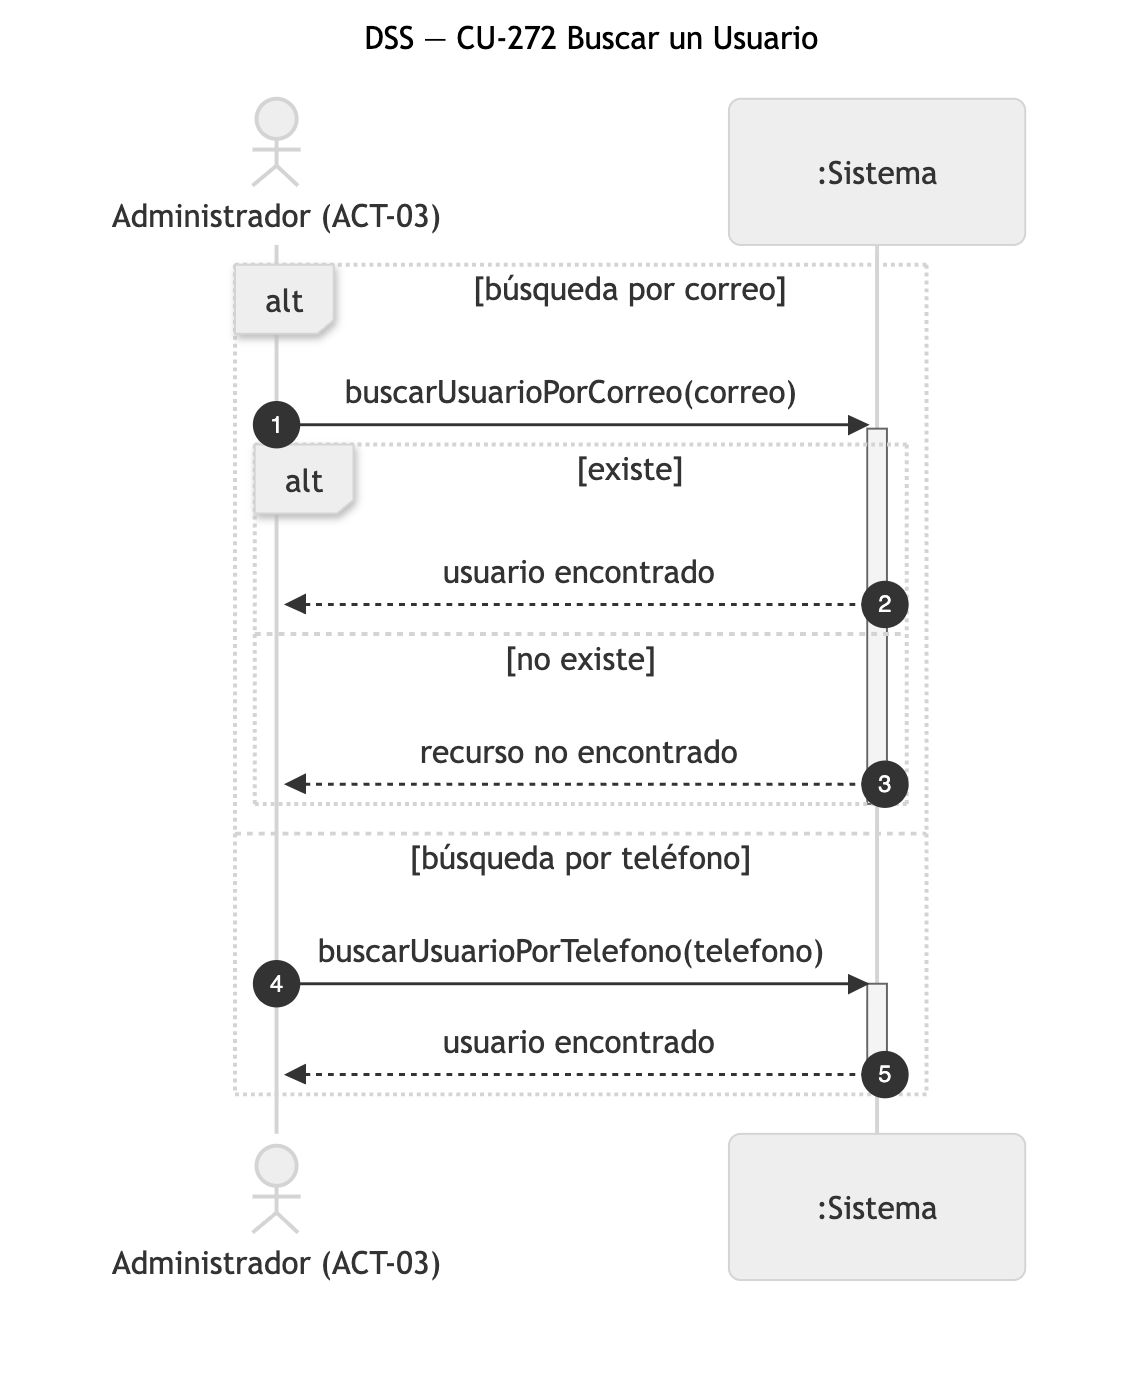 DSS — CU-272 Buscar un Usuario
Administrador (ACT-03)
:Sistema
alt
[búsqueda por correo]
buscarUsuarioPorCorreo(correo)
1
alt
[existe]
usuario encontrado
2
[no existe]
recurso no encontrado
3
[búsqueda por teléfono]
buscarUsuarioPorTelefono(telefono)
4
usuario encontrado
5
Administrador (ACT-03)
:Sistema